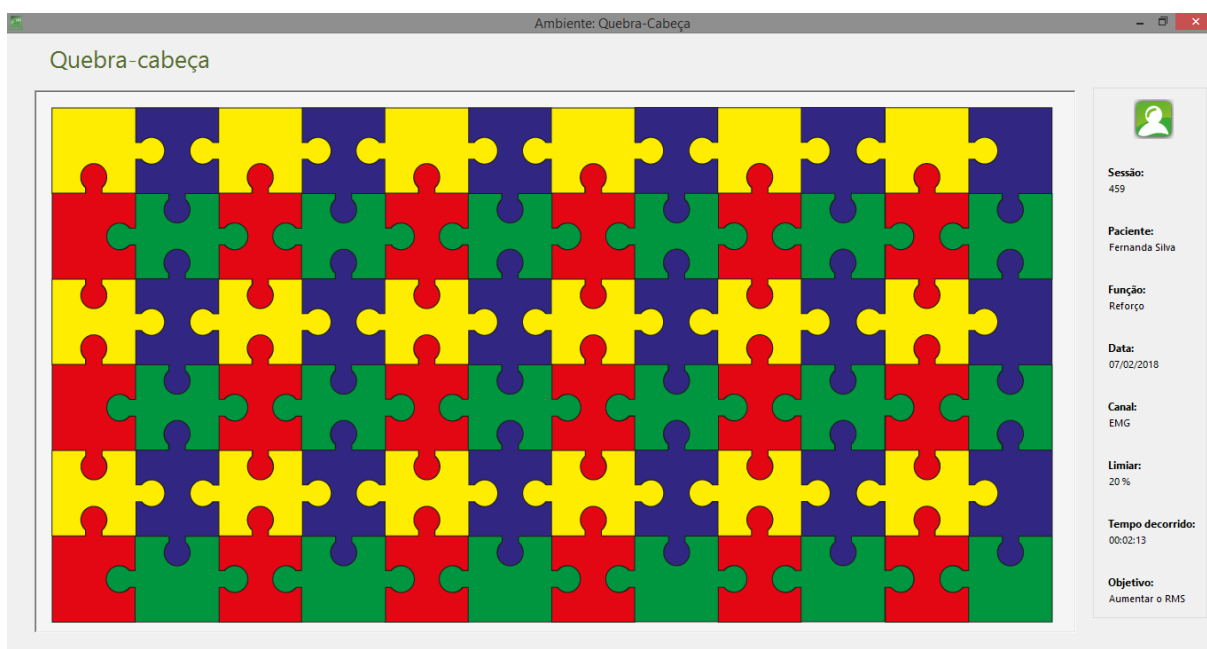 Ambiente: Quebra-Cabeça
Quebra-cabeça
Sessão:
459
Paciente:
Fernanda Silva
Função:
Reforço
Data:
07/02/2018
Canal:
EMG
Limiar:
20 %
Tempo decorrido:
00:02:13
Objetivo:
Aumentar o RMS